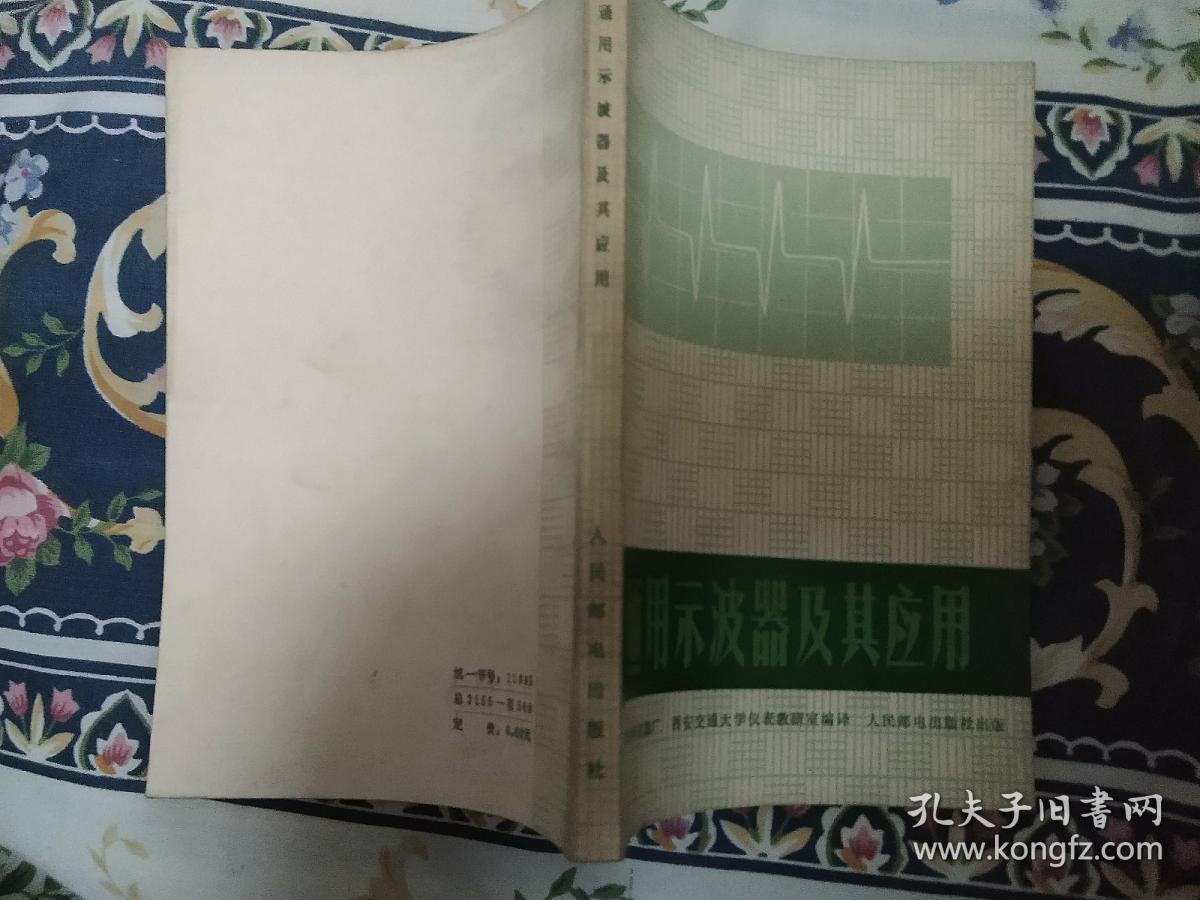 通用示波器及其应用
人民邮电出版社
用示波器及其应用
厂 西安交通大学仪表教研室编译 人民邮电出版社出版
统一书号：
定 价：
孔夫子旧書网
www.kongfz.com